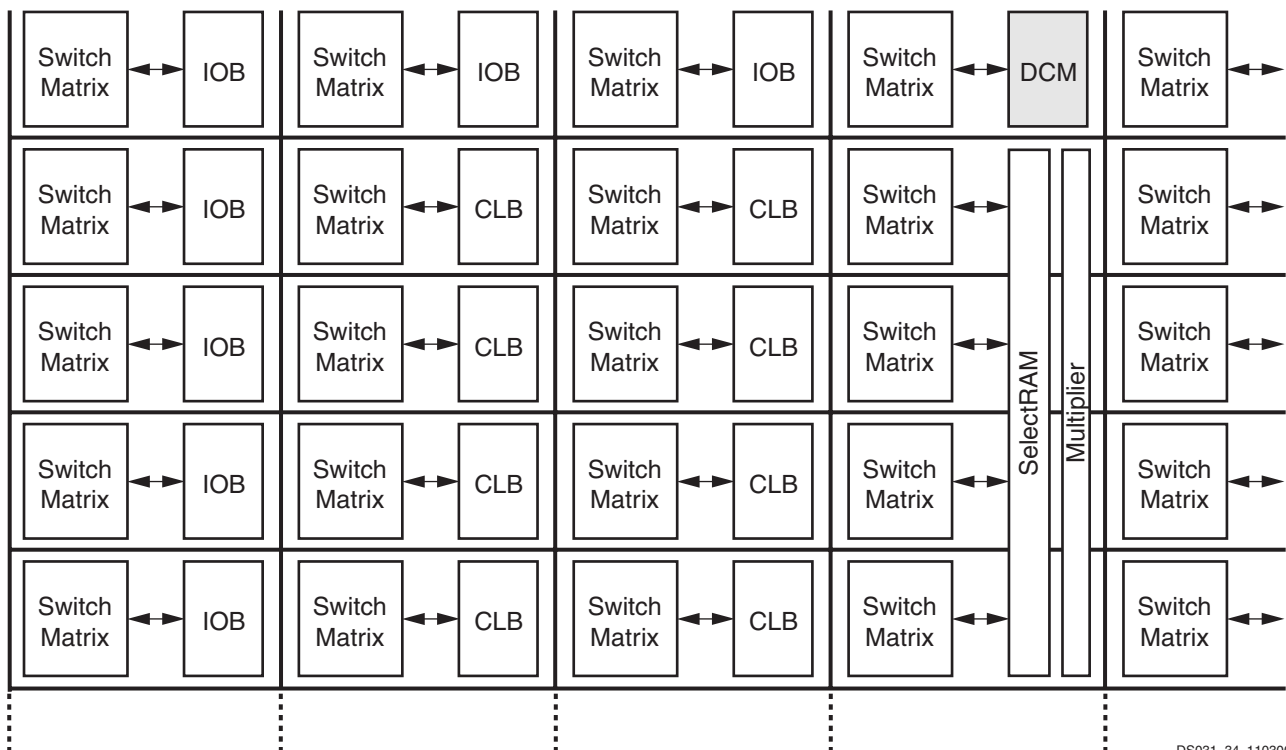 Switch Matrix IOB Switch Matrix IOB Switch Matrix IOB Switch Matrix DCM Switch Matrix
Switch Matrix IOB Switch Matrix CLB Switch Matrix CLB Switch Matrix Switch Matrix
Switch Matrix IOB Switch Matrix CLB Switch Matrix CLB Switch Matrix Switch Matrix
SelectRAM
Multiplier
Switch Matrix IOB Switch Matrix CLB Switch Matrix CLB Switch Matrix Switch Matrix
Switch Matrix IOB Switch Matrix CLB Switch Matrix CLB Switch Matrix Switch Matrix